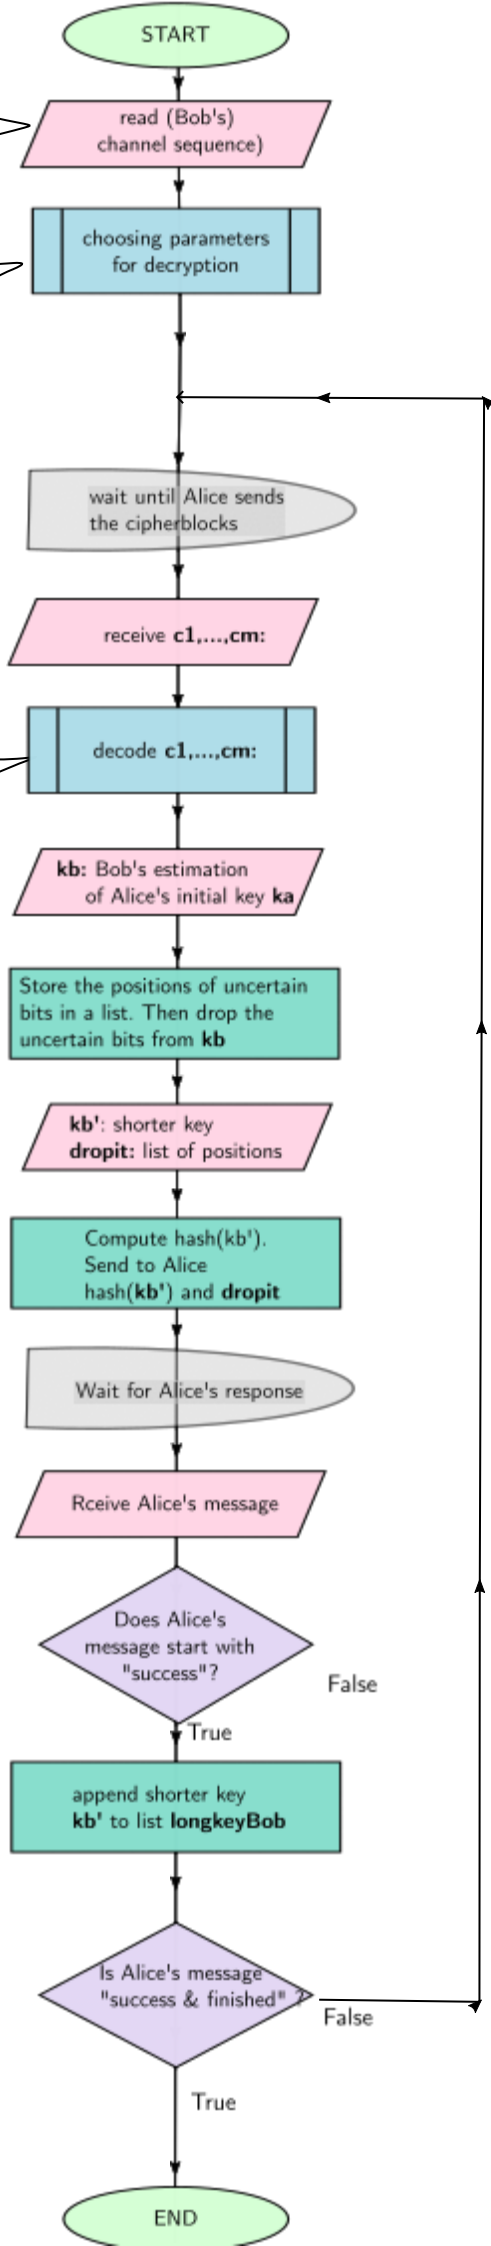 START
read (Bob's)
channel sequence)
choosing parameters
for decryption
wait until Alice sends
the cipherblocks
receive c1,...,cm:
decode c1,...,cm:
kb: Bob's estimation
of Alice's initial key ka
Store the positions of uncertain
bits in a list. Then drop the
uncertain bits from kb
kb': shorter key
dropit: list of positions
Compute hash(kb').
Send to Alice
hash(kb') and dropit
Wait for Alice's response
Rceive Alice's message
Does Alice's
message start with
"success"?
False
True
append shorter key
kb' to list longkeyBob
Is Alice's message
"success & finished" ?
False
True
END